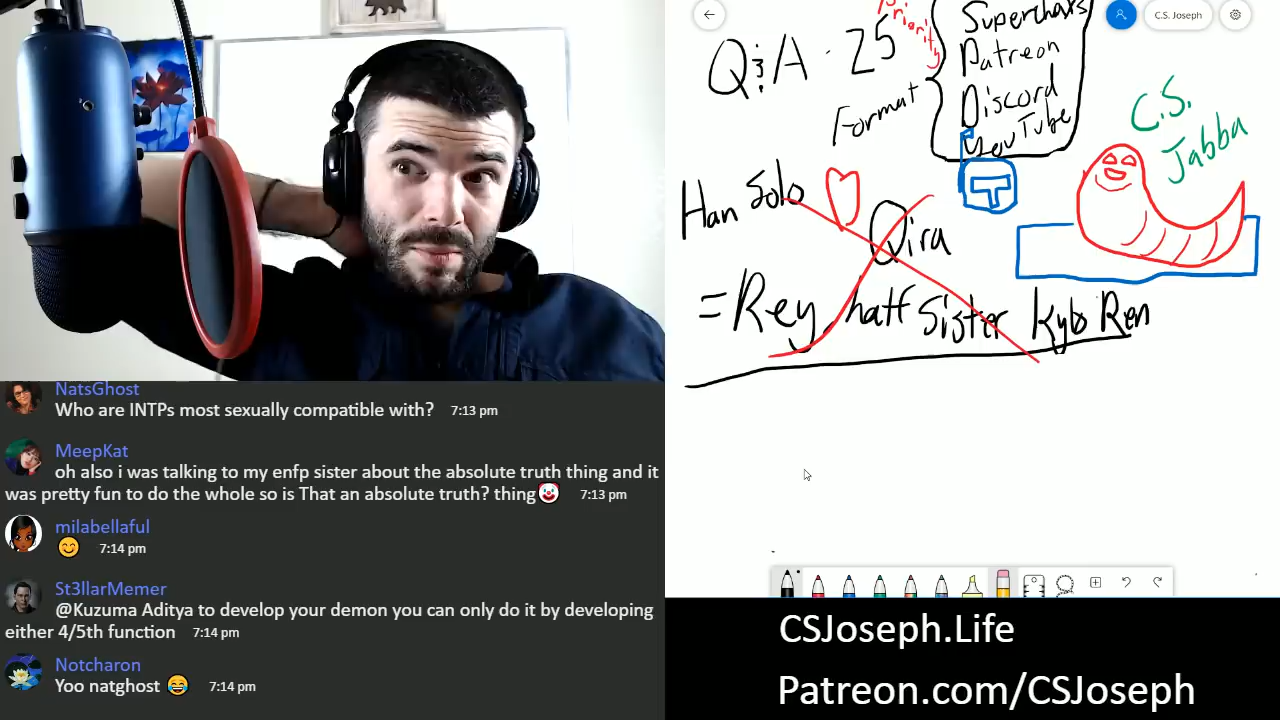 Q & A · 25
Priority
Format
Superchats
Patreon
Discord
YouTube
T
C.S. Joseph
C.S.
Jabba
Han Solo
Qira
= Rey half Sister Kylo Ren
NatsGhost
Who are INTPs most sexually compatible with? 7:13 pm
MeepKat
oh also i was talking to my enfp sister about the absolute truth thing and it
was pretty fun to do the whole so is That an absolute truth? thing🤡 7:13 pm
milabellaful
😊 7:14 pm
St3llarMemer
@Kuzuma Aditya to develop your demon you can only do it by developing
either 4/5th function 7:14 pm
Notcharon
Yoo natghost 😂 7:14 pm
CSJoseph.Life
Patreon.com/CSJoseph